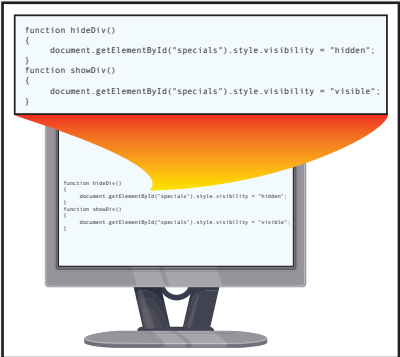 function hideDiv()
{
document.getElementById("specials").style.visibility = "hidden";
}
function showDiv()
{
document.getElementById("specials").style.visibility = "visible";
}
function hideDiv()
{
document.getElementById("specials").style.visibility = "hidden";
}
function showDiv()
{
document.getElementById("specials").style.visibility = "visible";
}